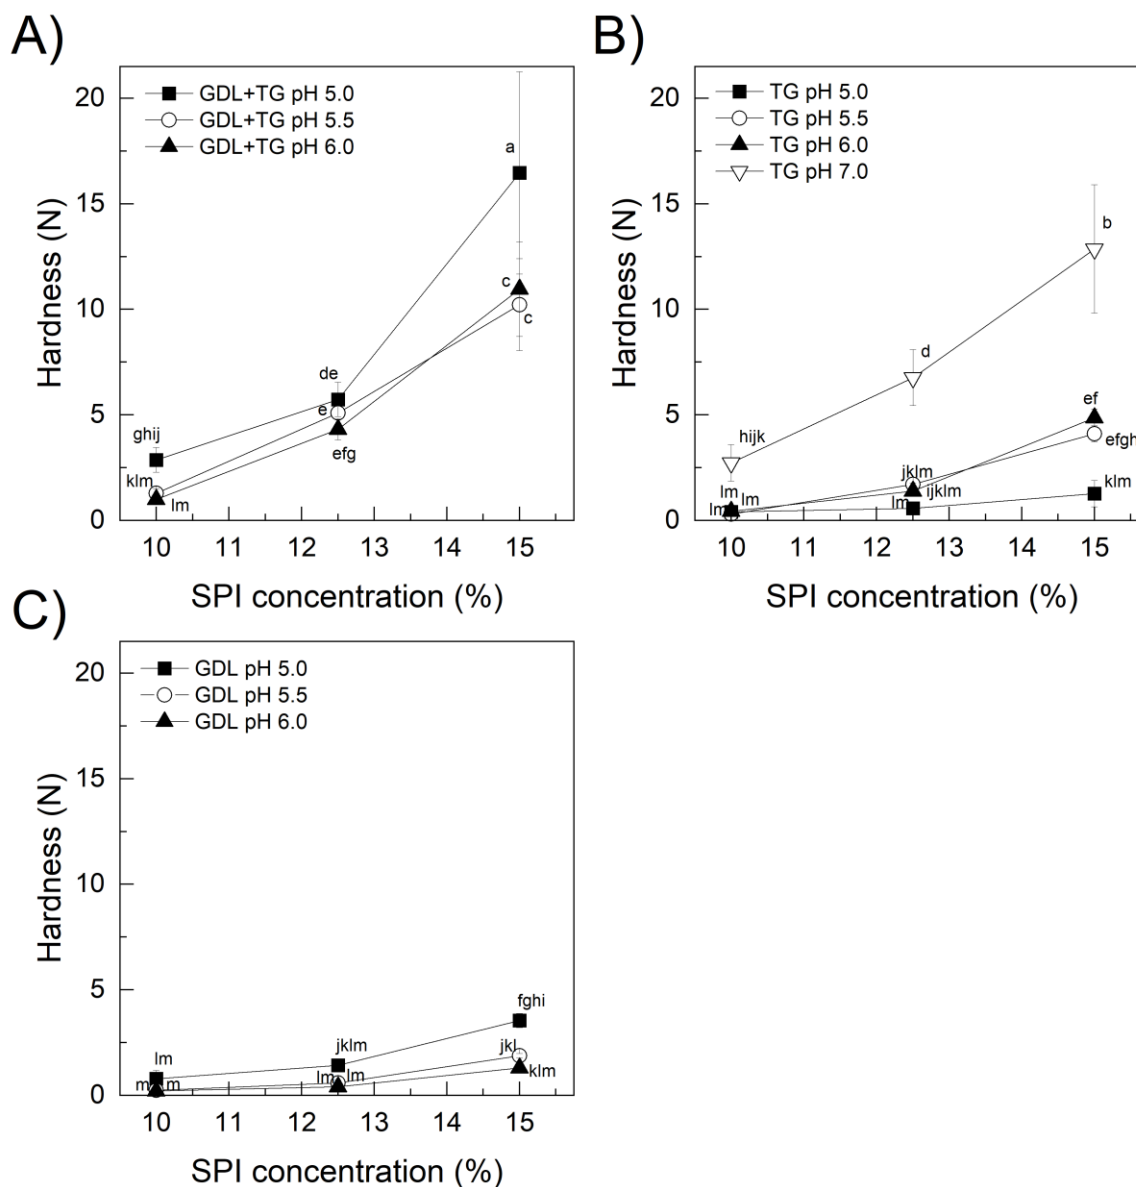 A)
GDL+TG pH 5.0
GDL+TG pH 5.5
GDL+TG pH 6.0
Hardness (N)
20
15
10
5
0
a
c
c
de
e
efg
ghij
klm
lm
10 11 12 13 14 15
SPI concentration (%)
B)
TG pH 5.0
TG pH 5.5
TG pH 6.0
TG pH 7.0
Hardness (N)
20
15
10
5
0
b
d
hijk
ef
efgh
jklm
ijklm
klm
lm
lm
lm
lm
10 11 12 13 14 15
SPI concentration (%)
C)
GDL pH 5.0
GDL pH 5.5
GDL pH 6.0
Hardness (N)
20
15
10
5
0
fghi
jklm
jkl
klm
lm
lm
lm
m
m
10 11 12 13 14 15
SPI concentration (%)